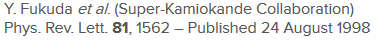 Y. Fukuda et al. (Super-Kamiokande Collaboration)
Phys. Rev. Lett. 81, 1562 – Published 24 August 1998